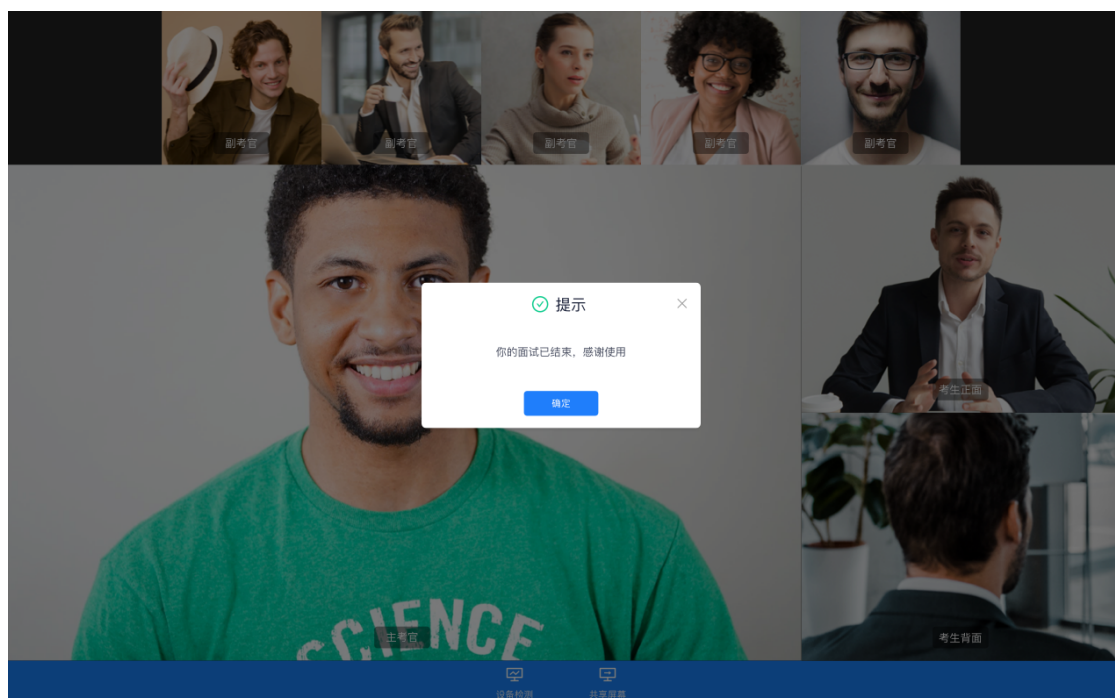 副考官
副考官
副考官
副考官
副考官
提示
你的面试已结束，感谢使用
确定
考生正面
SCIENCE
主考官
考生背面
设备检测
共享屏幕